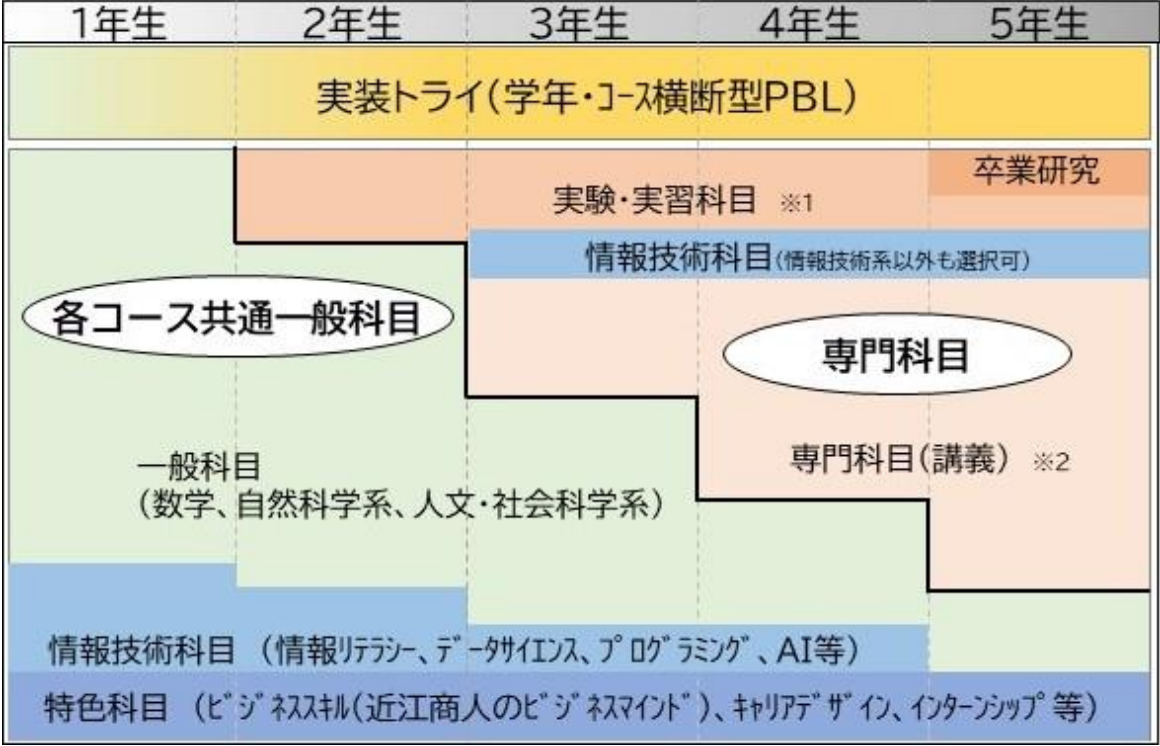 1年生 2年生 3年生 4年生 5年生
実装トライ(学年・ｺｰｽ横断型PBL)
卒業研究
実験・実習科目 ※1
情報技術科目(情報技術系以外も選択可)
各コース共通一般科目
専門科目
一般科目
(数学、自然科学系、人文・社会科学系)
専門科目(講義) ※2
情報技術科目 (情報ﾘﾃﾗｼｰ、ﾃﾞｰﾀｻｲｴﾝｽ、ﾌﾟﾛｸﾞﾗﾐﾝｸﾞ、AI等)
特色科目 (ﾋﾞｼﾞﾈｽｽｷﾙ(近江商人のﾋﾞｼﾞﾈｽﾏｲﾝﾄﾞ)、ｷｬﾘｱﾃﾞｻﾞｲﾝ、ｲﾝﾀｰﾝｼｯﾌﾟ等)